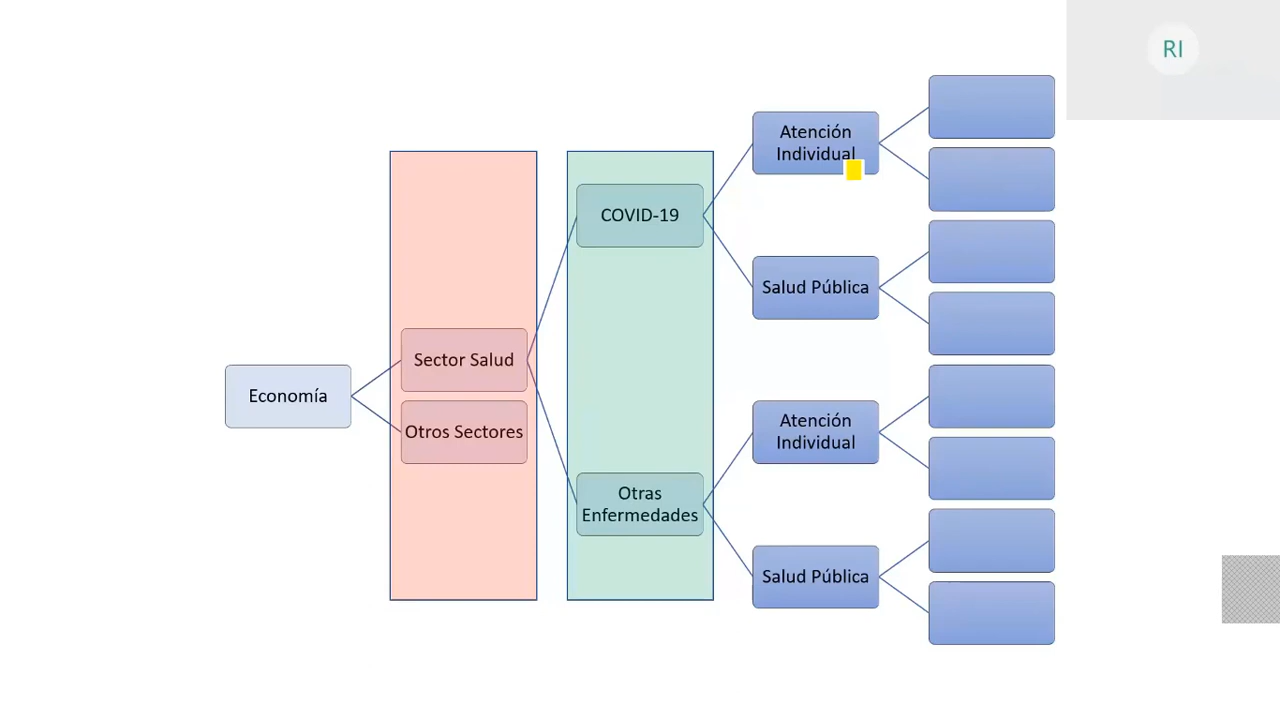 RI
Atención
Individual
COVID-19
Salud Pública
Sector Salud
Economía
Otros Sectores
Atención
Individual
Otras
Enfermedades
Salud Pública